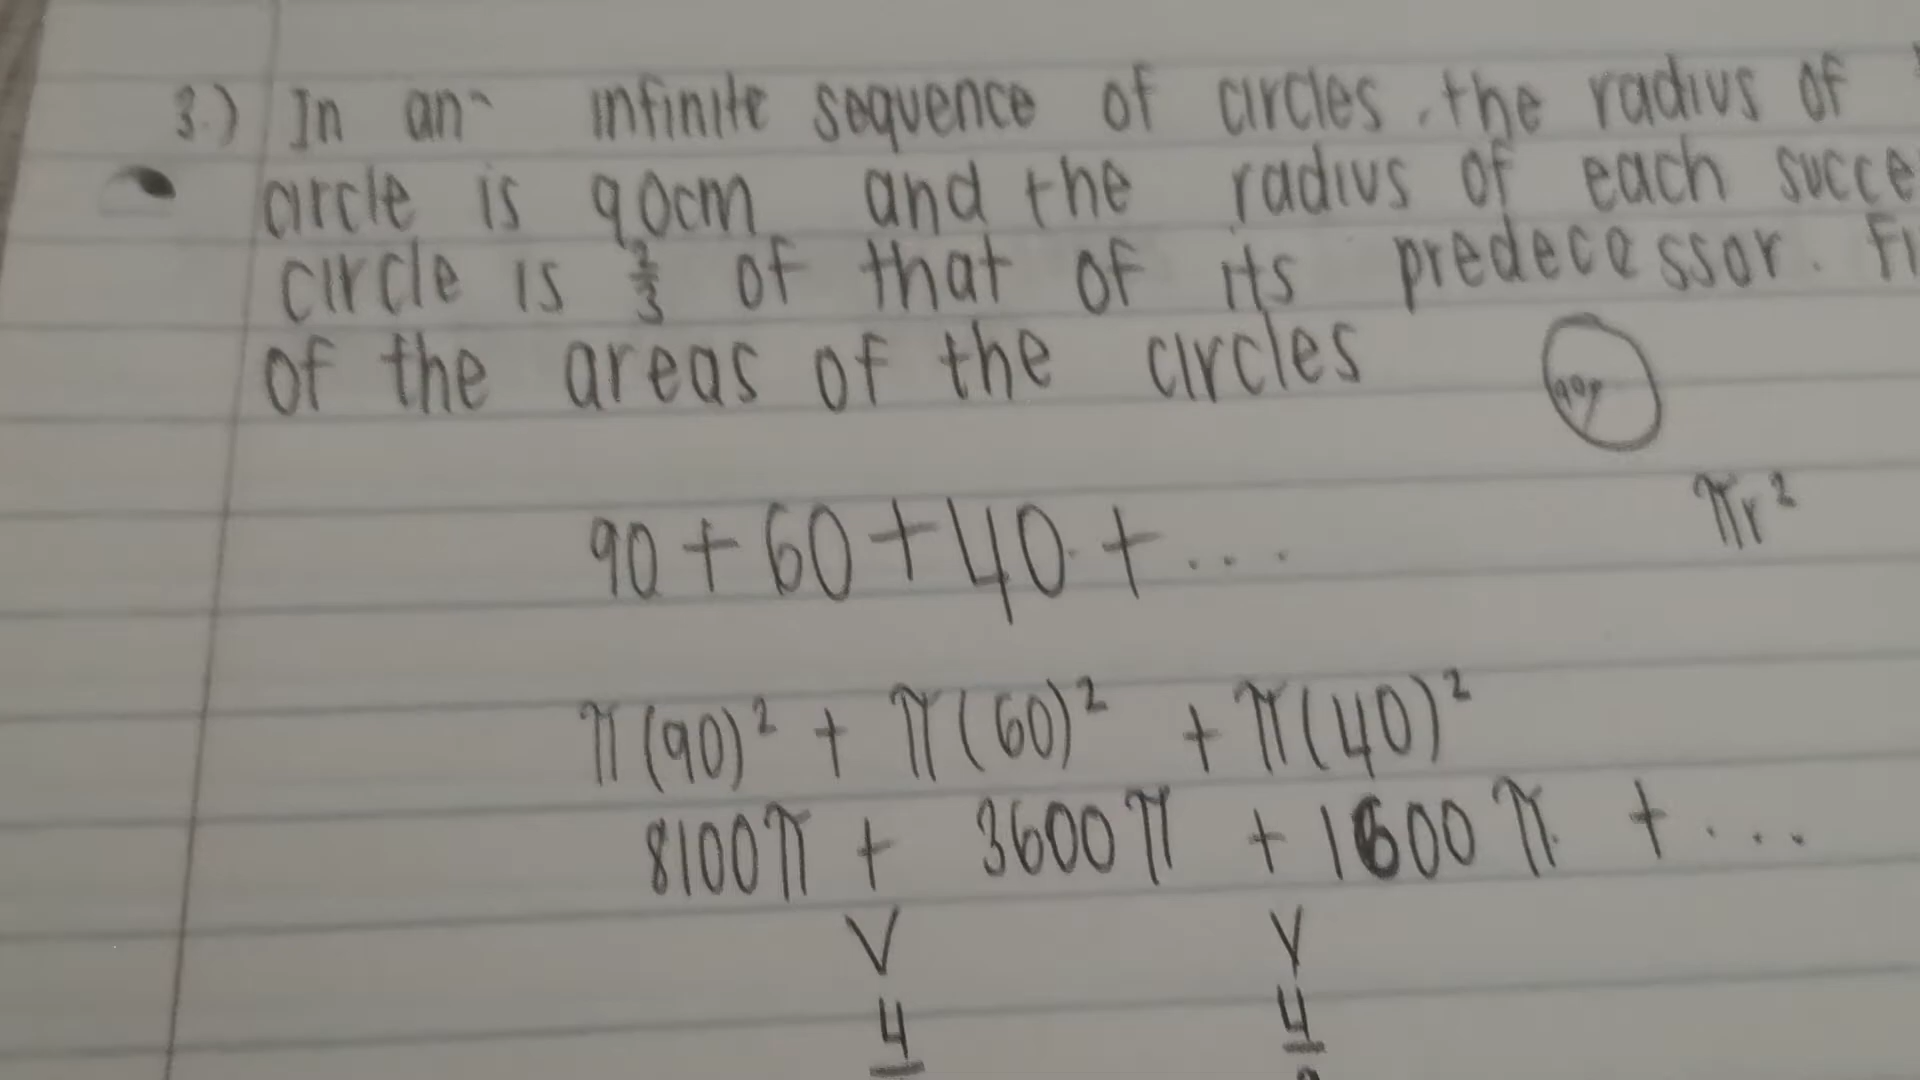 3.) In an infinite sequence of circles, the radius of
circle is 90cm and the radius of each succe
circle is 2/3 of that of its predecessor. Fi
of the areas of the circles
πr²
90 + 60 + 40 + ...
π(90)² + π(60)² + π(40)²
8100π + 3600π + 1600π + ...
4 4